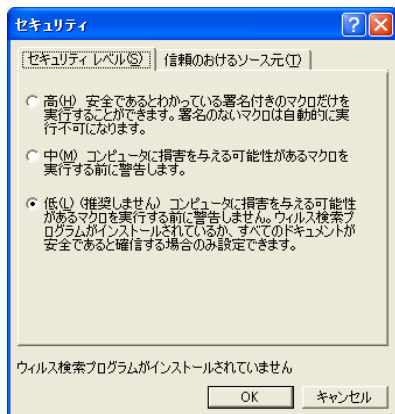 セキュリティ
セキュリティ レベル(S)
信頼のおけるソース元(T)
高(H) 安全であるとわかっている署名付きのマクロだけを
実行することができます。署名のないマクロは自動的に実
行不可になります。
中(M) コンピュータに損害を与える可能性があるマクロを
実行する前に警告します。
低(L) (推奨しません) コンピュータに損害を与える可能性
があるマクロを実行する前に警告しません。ウィルス検索プ
ログラムがインストールされているか、すべてのドキュメントが
安全であると確信する場合のみ設定できます。
ウィルス検索プログラムがインストールされていません
OK
キャンセル